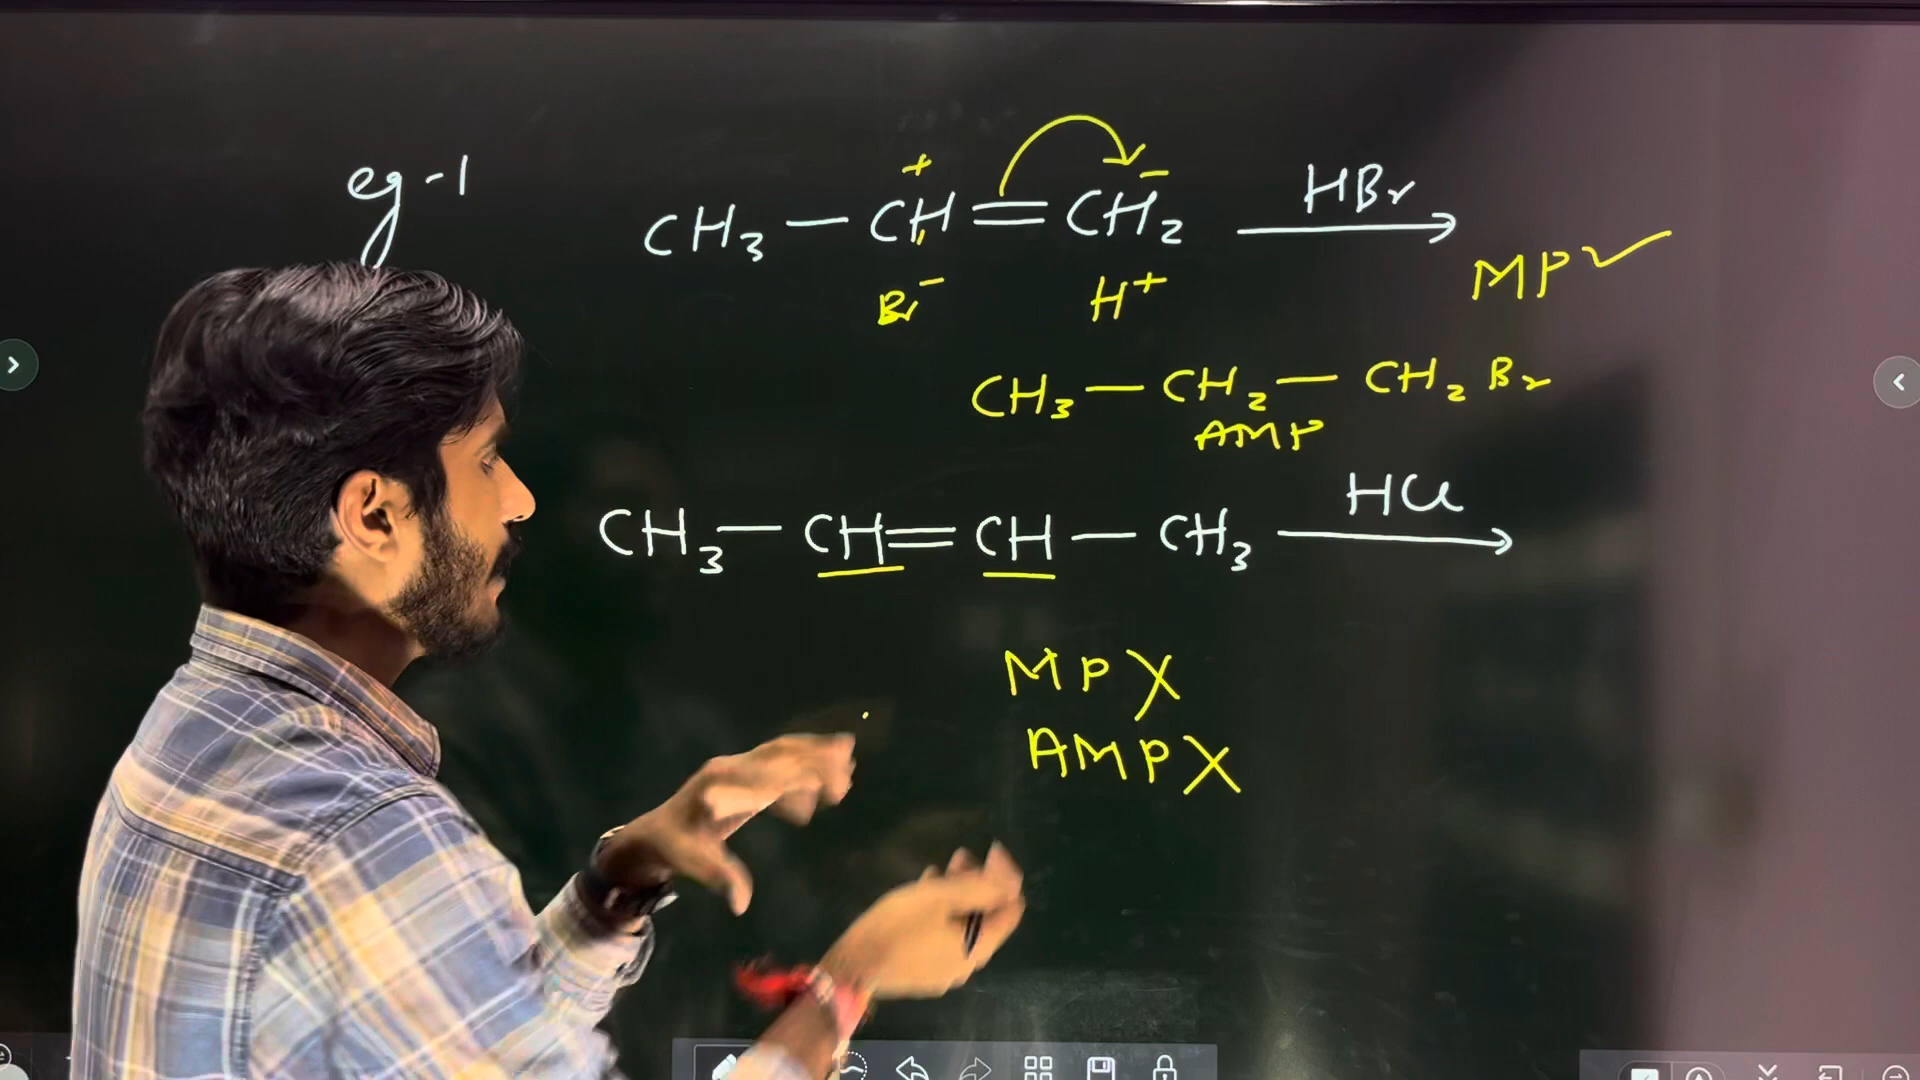 eg-1
CH3 — CH = CH2 HBr
+ −
Br− H+
MP ✓
CH3 — CH2 — CH2 Br
AMP
CH3 — CH = CH — CH3 HCl
MP X
AMP X